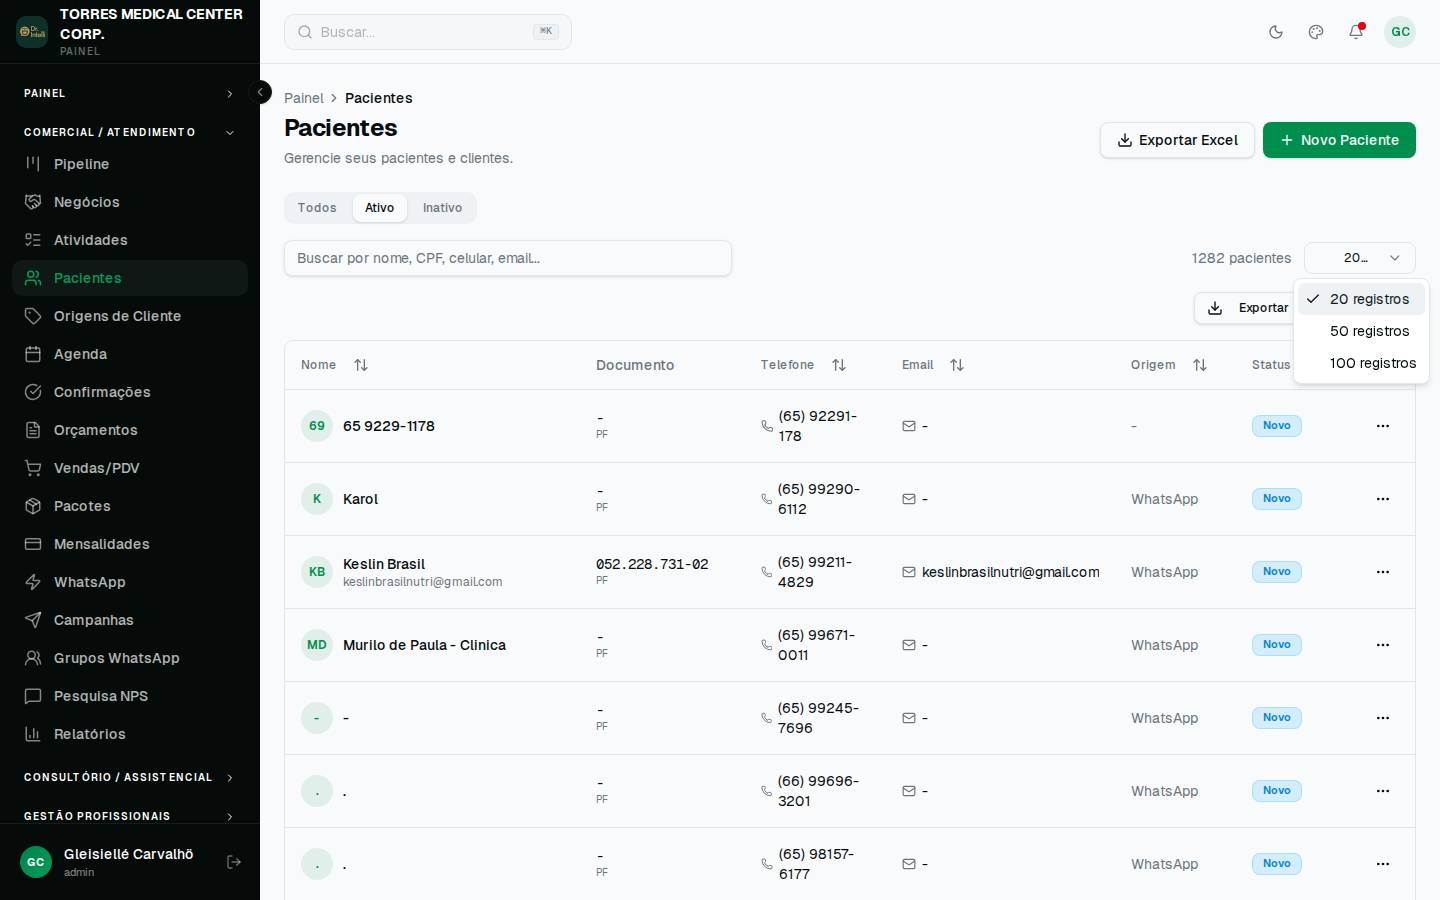 TORRES MEDICAL CENTER
CORP.
PAINEL
PAINEL
COMERCIAL / ATENDIMENTO
Pipeline
Negócios
Atividades
Pacientes
Origens de Cliente
Agenda
Confirmações
Orçamentos
Vendas/PDV
Pacotes
Mensalidades
WhatsApp
Campanhas
Grupos WhatsApp
Pesquisa NPS
Relatórios
CONSULTÓRIO / ASSISTENCIAL
GESTÃO PROFISSIONAIS
GC
Gleisiellé Carvalhö
admin
Buscar...
⌘K
GC
Painel
Pacientes
Pacientes
Gerencie seus pacientes e clientes.
Exportar Excel
Novo Paciente
Todos
Ativo
Inativo
Buscar por nome, CPF, celular, email...
1282 pacientes
20...
20 registros
50 registros
100 registros
Exportar
Nome
Documento
Telefone
Email
Origem
Status
69
65 9229-1178
-
PF
(65) 92291-
178
-
-
Novo
K
Karol
-
PF
(65) 99290-
6112
-
WhatsApp
Novo
KB
Keslin Brasil
keslinbrasilnutri@gmail.com
052.228.731-02
PF
(65) 99211-
4829
keslinbrasilnutri@gmail.com
WhatsApp
Novo
MD
Murilo de Paula - Clinica
-
PF
(65) 99671-
0011
-
WhatsApp
Novo
-
-
-
PF
(65) 99245-
7696
-
WhatsApp
Novo
.
.
-
PF
(66) 99696-
3201
-
WhatsApp
Novo
.
.
-
PF
(65) 98157-
6177
-
WhatsApp
Novo